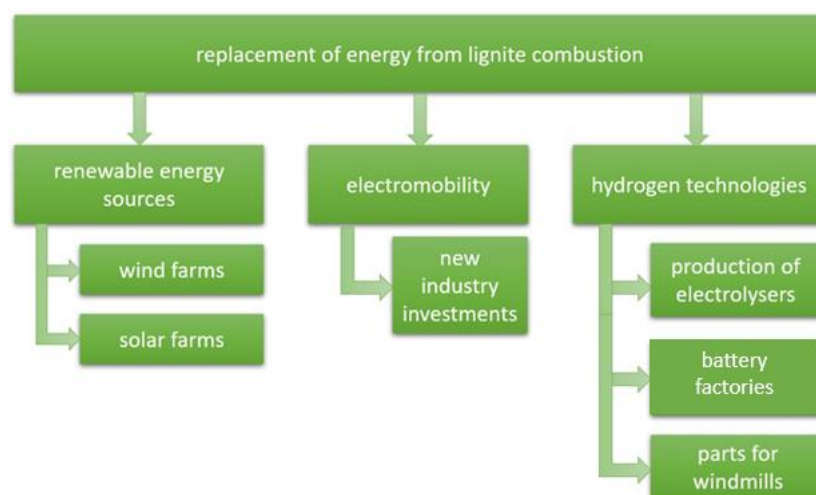 replacement of energy from lignite combustion
renewable energy
sources
electromobility
hydrogen technologies
wind farms
solar farms
new
industry
investments
production of
electrolysers
battery
factories
parts for
windmills